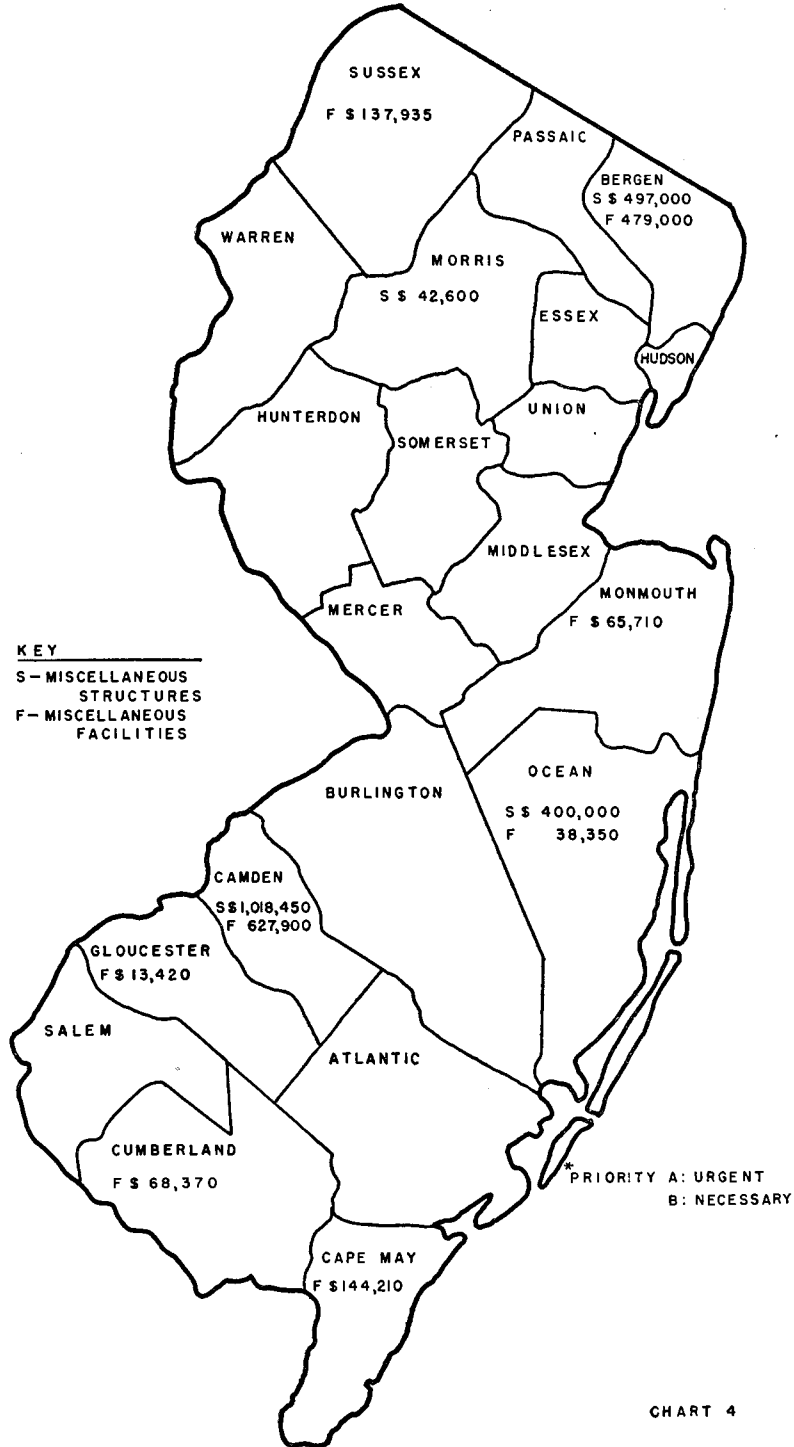 SUSSEX
F $ 137,935
PASSAIC
BERGEN
S $ 497,000
F 479,000
WARREN
MORRIS
S $ 42,600
ESSEX
HUDSON
UNION
HUNTERDON
SOMERSET
MIDDLESEX
MONMOUTH
F $ 65,710
MERCER
KEY
S-MISCELLANEOUS
STRUCTURES
F-MISCELLANEOUS
FACILITIES
OCEAN
S $ 400,000
F 38,350
BURLINGTON
CAMDEN
S $ 1,018,450
F 627,900
GLOUCESTER
F $ 13,420
SALEM
ATLANTIC
CUMBERLAND
F $ 68,370
*PRIORITY A: URGENT
B: NECESSARY
CAPE MAY
F $ 144,210
CHART 4